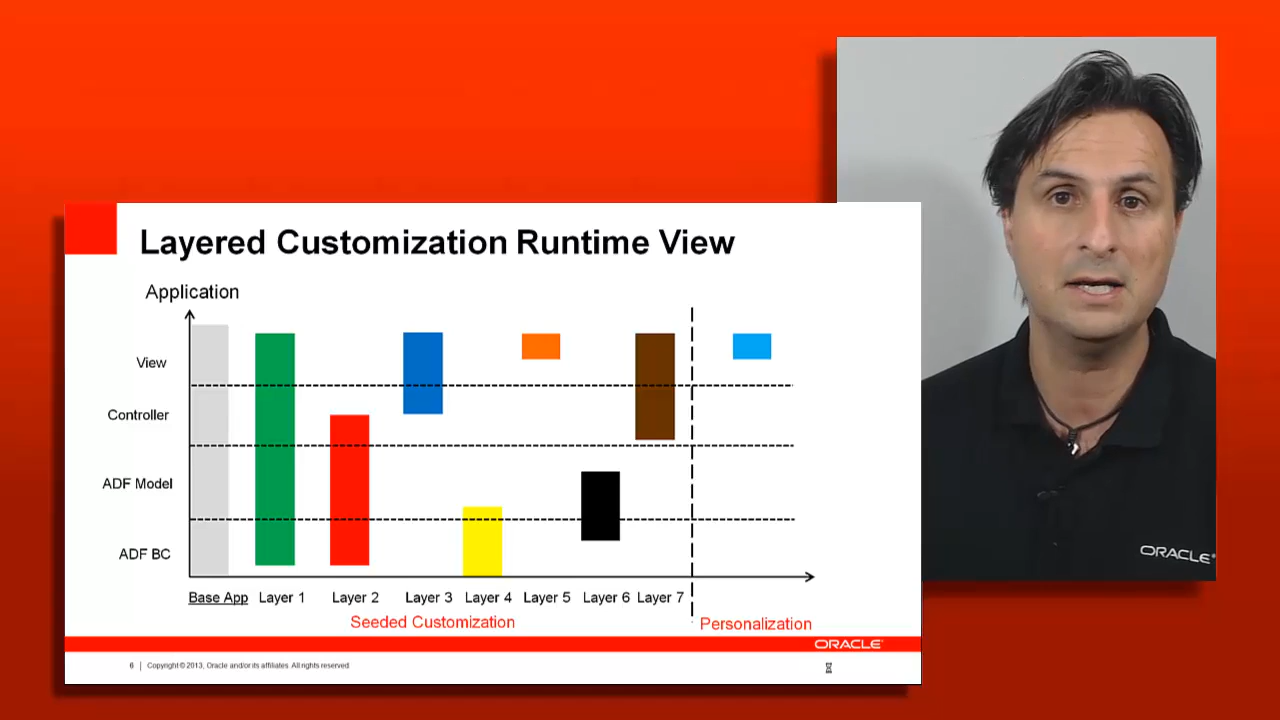 Layered Customization Runtime View
Application
View
Controller
ADF Model
ADF BC
Base App Layer 1 Layer 2 Layer 3 Layer 4 Layer 5 Layer 6 Layer 7
Seeded Customization
Personalization
ORACLE
6 Copyright © 2013, Oracle and/or its affiliates. All rights reserved.
ORACLE